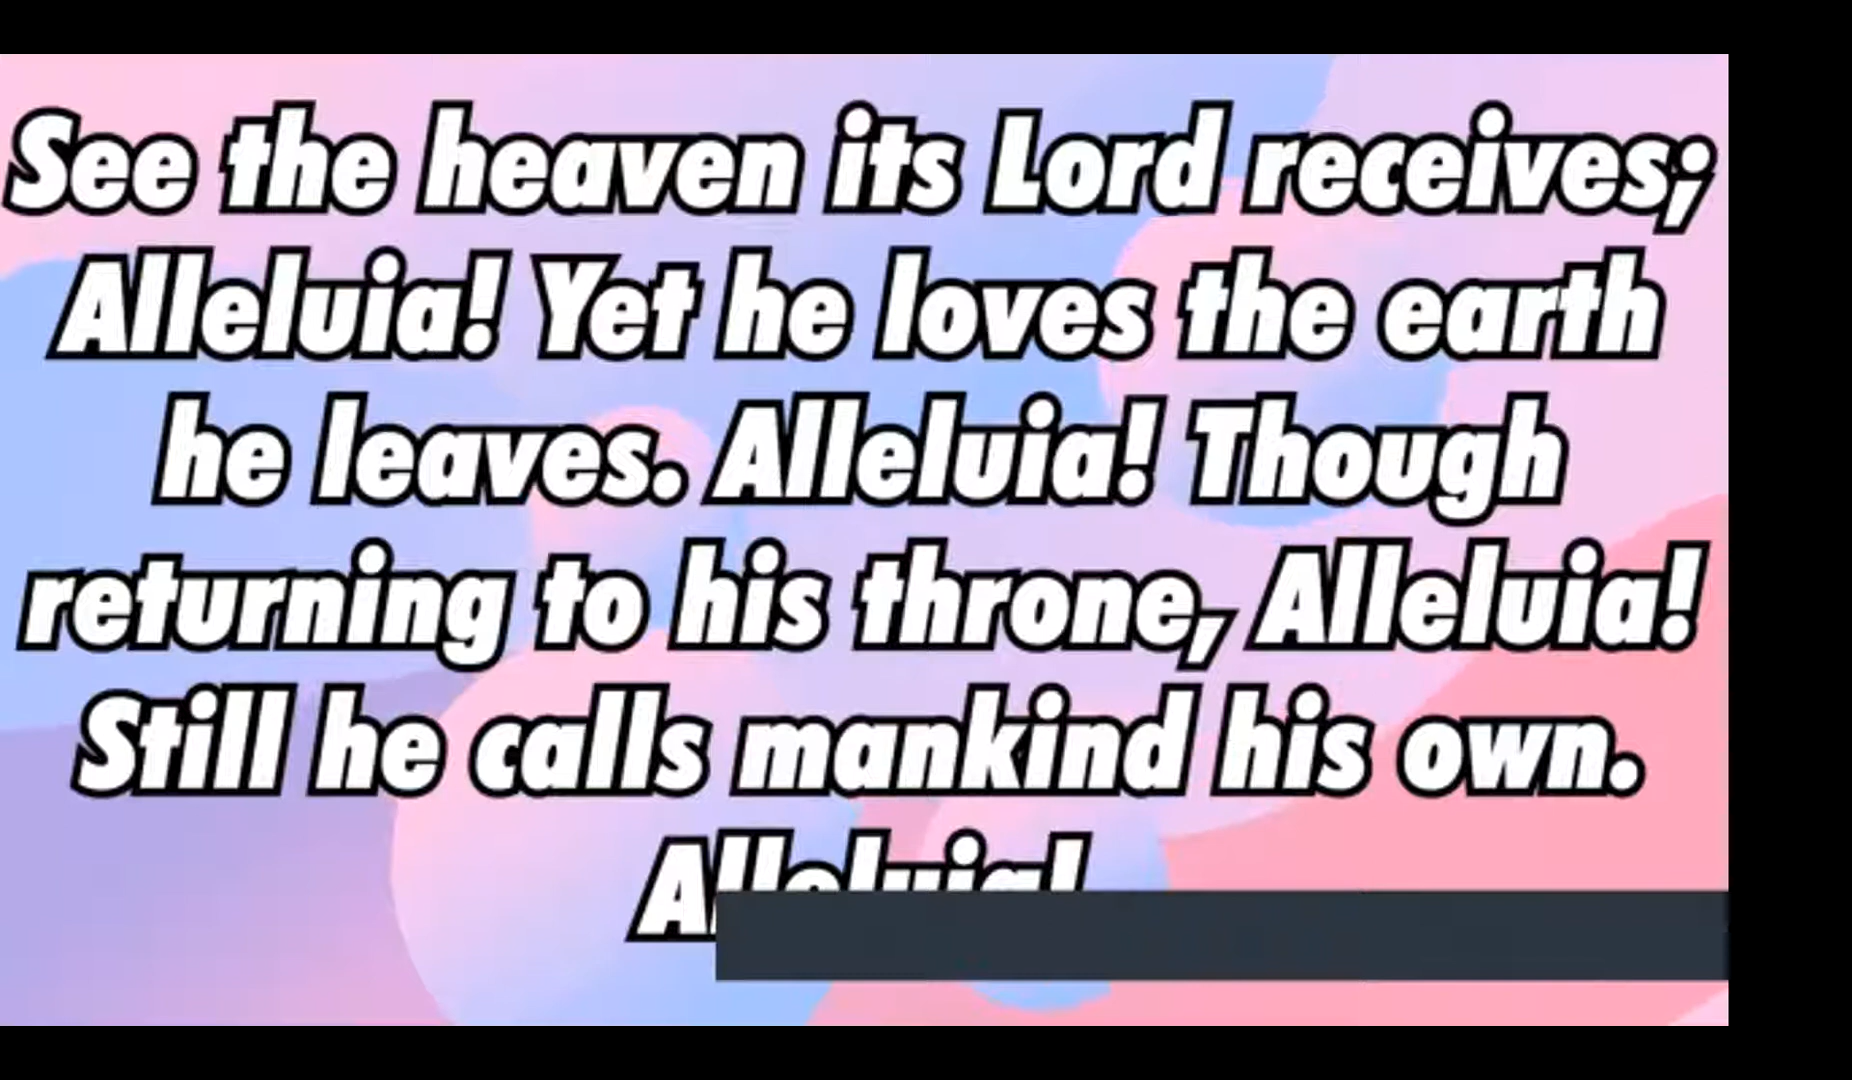 See the heaven its Lord receives;
Alleluia! Yet he loves the earth
he leaves. Alleluia! Though
returning to his throne, Alleluia!
Still he calls mankind his own.
Alleluia!